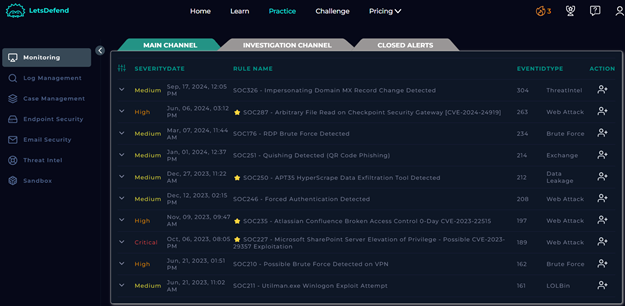 LetsDefend
Home Learn Practice Challenge Pricing 3
MAIN CHANNEL INVESTIGATION CHANNEL CLOSED ALERTS
Monitoring
Log Management
Case Management
Endpoint Security
Email Security
Threat Intel
Sandbox
SEVERITY DATE RULE NAME EVENTID TYPE ACTION
Medium Sep, 17, 2024, 12:05 PM SOC326 - Impersonating Domain MX Record Change Detected 304 ThreatIntel
High Jun, 06, 2024, 03:12 PM SOC287 - Arbitrary File Read on Checkpoint Security Gateway [CVE-2024-24919] 263 Web Attack
Medium Mar, 07, 2024, 11:44 AM SOC176 - RDP Brute Force Detected 234 Brute Force
Medium Jan, 01, 2024, 12:37 PM SOC251 - Quishing Detected (QR Code Phishing) 214 Exchange
Medium Dec, 27, 2023, 11:22 AM SOC250 - APT35 HyperScrape Data Exfiltration Tool Detected 212 Data Leakage
Medium Dec, 12, 2023, 02:15 PM SOC246 - Forced Authentication Detected 208 Web Attack
High Nov, 09, 2023, 09:47 AM SOC235 - Atlassian Confluence Broken Access Control 0-Day CVE-2023-22515 197 Web Attack
Critical Oct, 06, 2023, 08:05 PM SOC227 - Microsoft SharePoint Server Elevation of Privilege - Possible CVE-2023-29357 Exploitation 189 Web Attack
High Jun, 21, 2023, 01:51 PM SOC210 - Possible Brute Force Detected on VPN 162 Brute Force
Medium Jun, 21, 2023, 11:02 AM SOC211 - Utilman.exe Winlogon Exploit Attempt 161 LOLBin